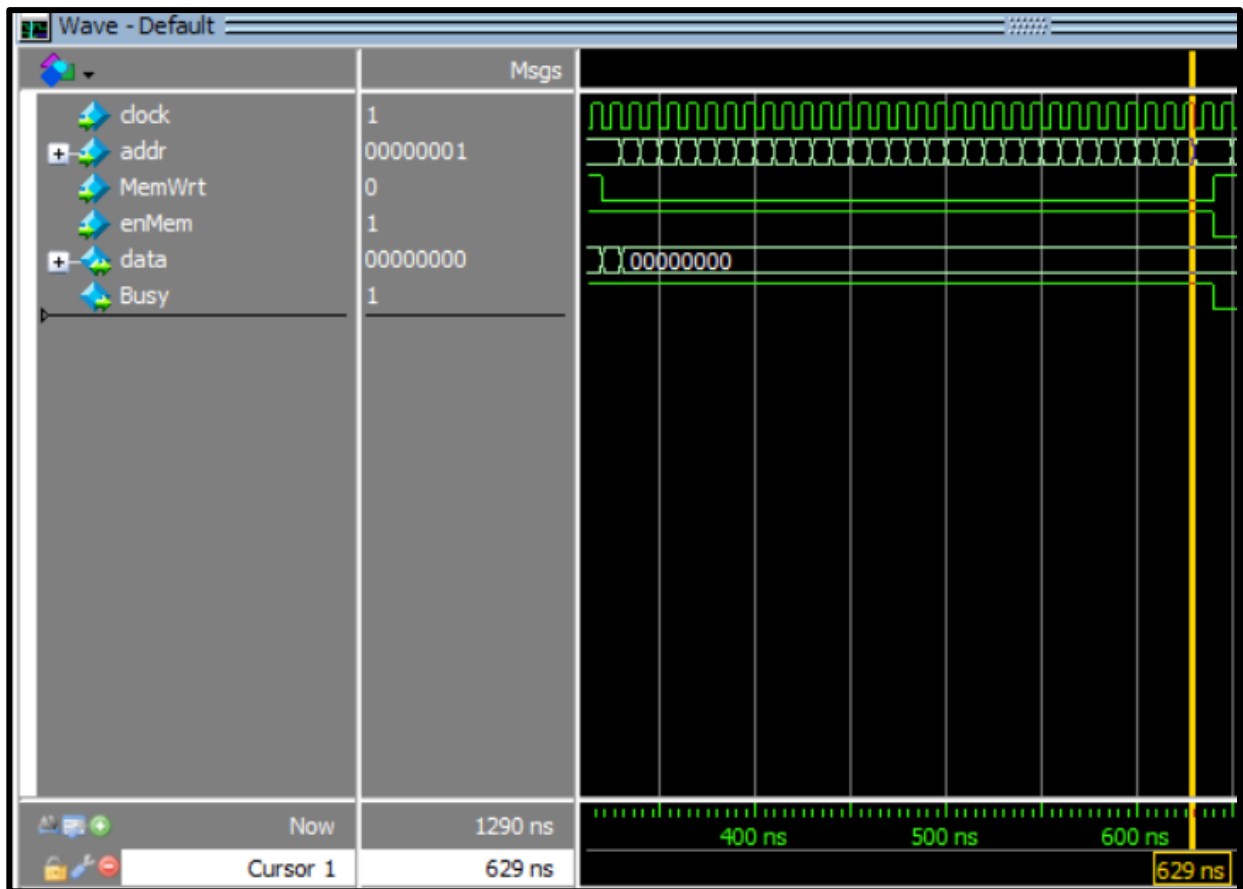 Wave - Default
Msgs
clock 1
addr 00000001
MemWrt 0
enMem 1
data 00000000 00000000
Busy 1
Now 1290 ns 400 ns 500 ns 600 ns
Cursor 1 629 ns 629 ns